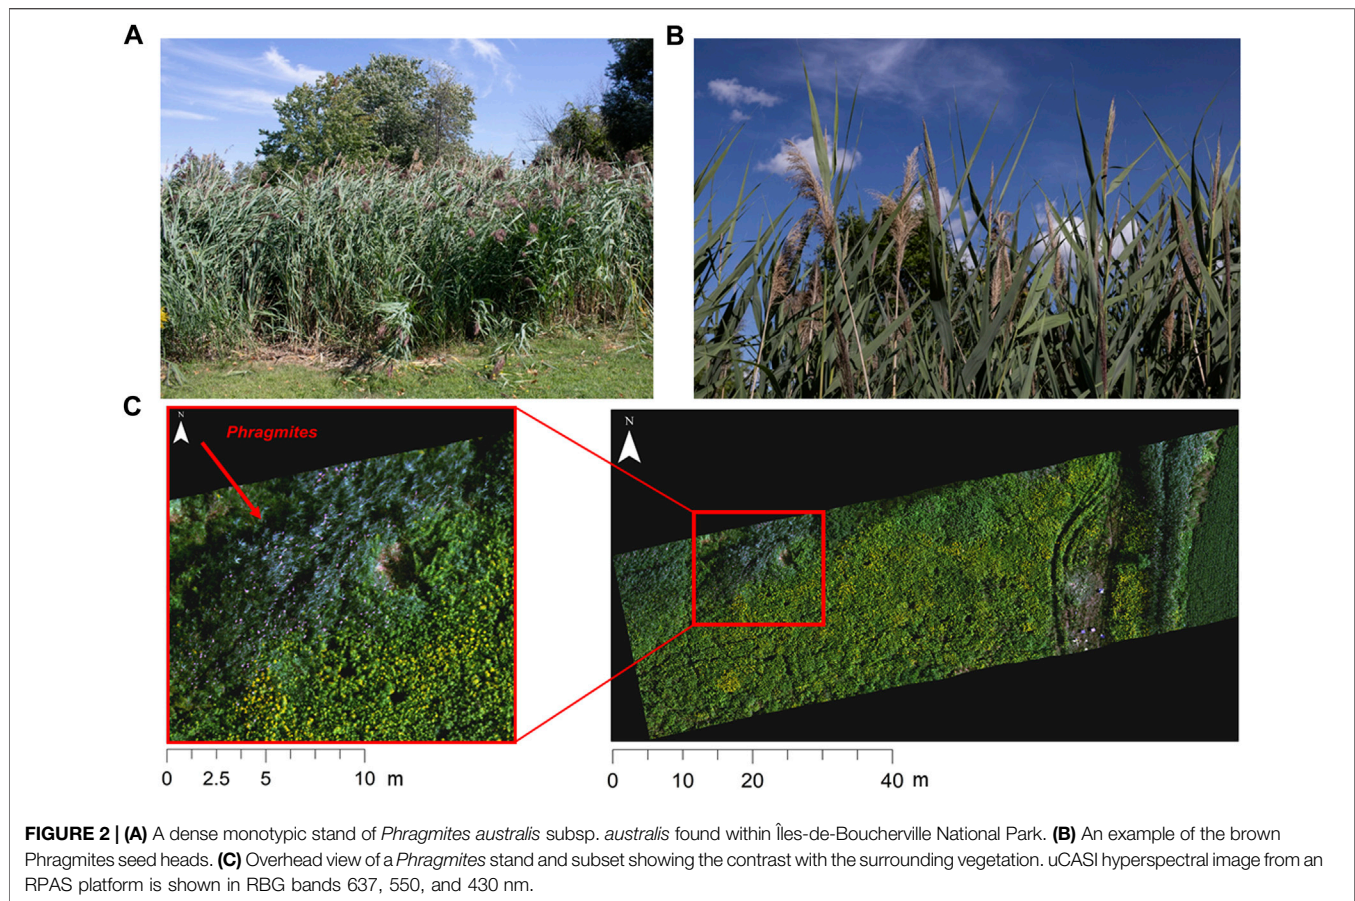 A
B
C
N
Phragmites
N
0 2.5 5 10 m
0 10 20 40 m
FIGURE 2 | (A) A dense monotypic stand of Phragmites australis subsp. australis found within Îles-de-Boucherville National Park. (B) An example of the brown
Phragmites seed heads. (C) Overhead view of a Phragmites stand and subset showing the contrast with the surrounding vegetation. uCASI hyperspectral image from an
RPAS platform is shown in RBG bands 637, 550, and 430 nm.